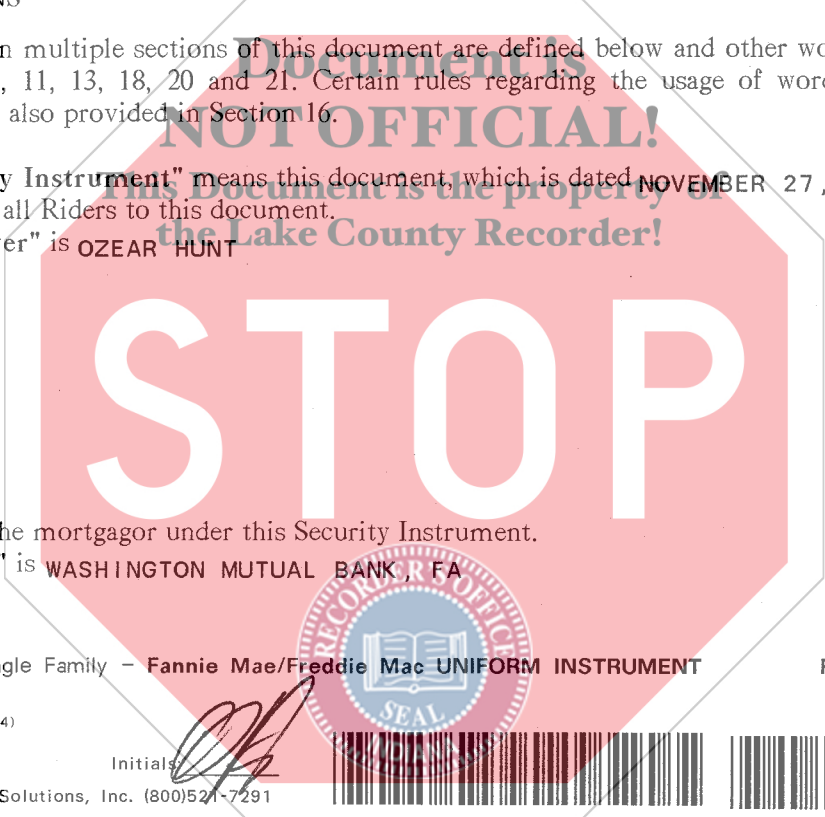 NS
n multiple sections of this document are defined below and other wo
, 11, 13, 18, 20 and 21. Certain rules regarding the usage of word
also provided in Section 16.
Document is
NOT OFFICIAL!
This Document is the property of
the Lake County Recorder!
y Instrument" means this document, which is dated NOVEMBER 27,
all Riders to this document.
er" is OZEAR HUNT
STOP
he mortgagor under this Security Instrument.
" is WASHINGTON MUTUAL BANK, FA
RECORDER'S OFFICE
SEAL
INDIANA
gle Family – Fannie Mae/Freddie Mac UNIFORM INSTRUMENT
4)
Initials:
Solutions, Inc. (800)521-7291